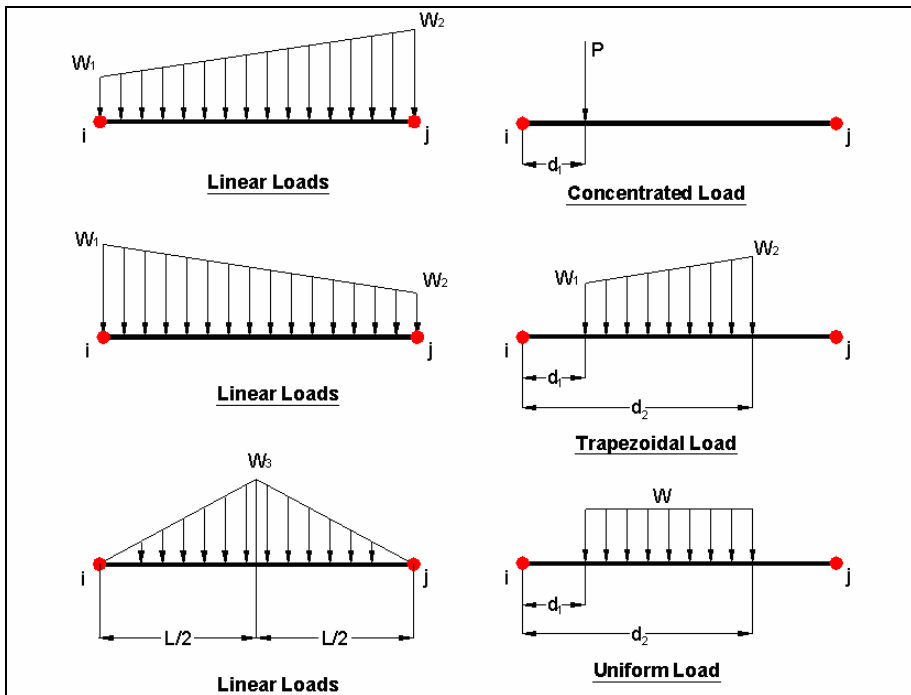 W1
W2
i
j
Linear Loads
P
i
j
d1
Concentrated Load
W1
W2
i
j
Linear Loads
W1
W2
i
j
d1
d2
Trapezoidal Load
W3
i
j
L/2
L/2
Linear Loads
W
i
j
d1
d2
Uniform Load